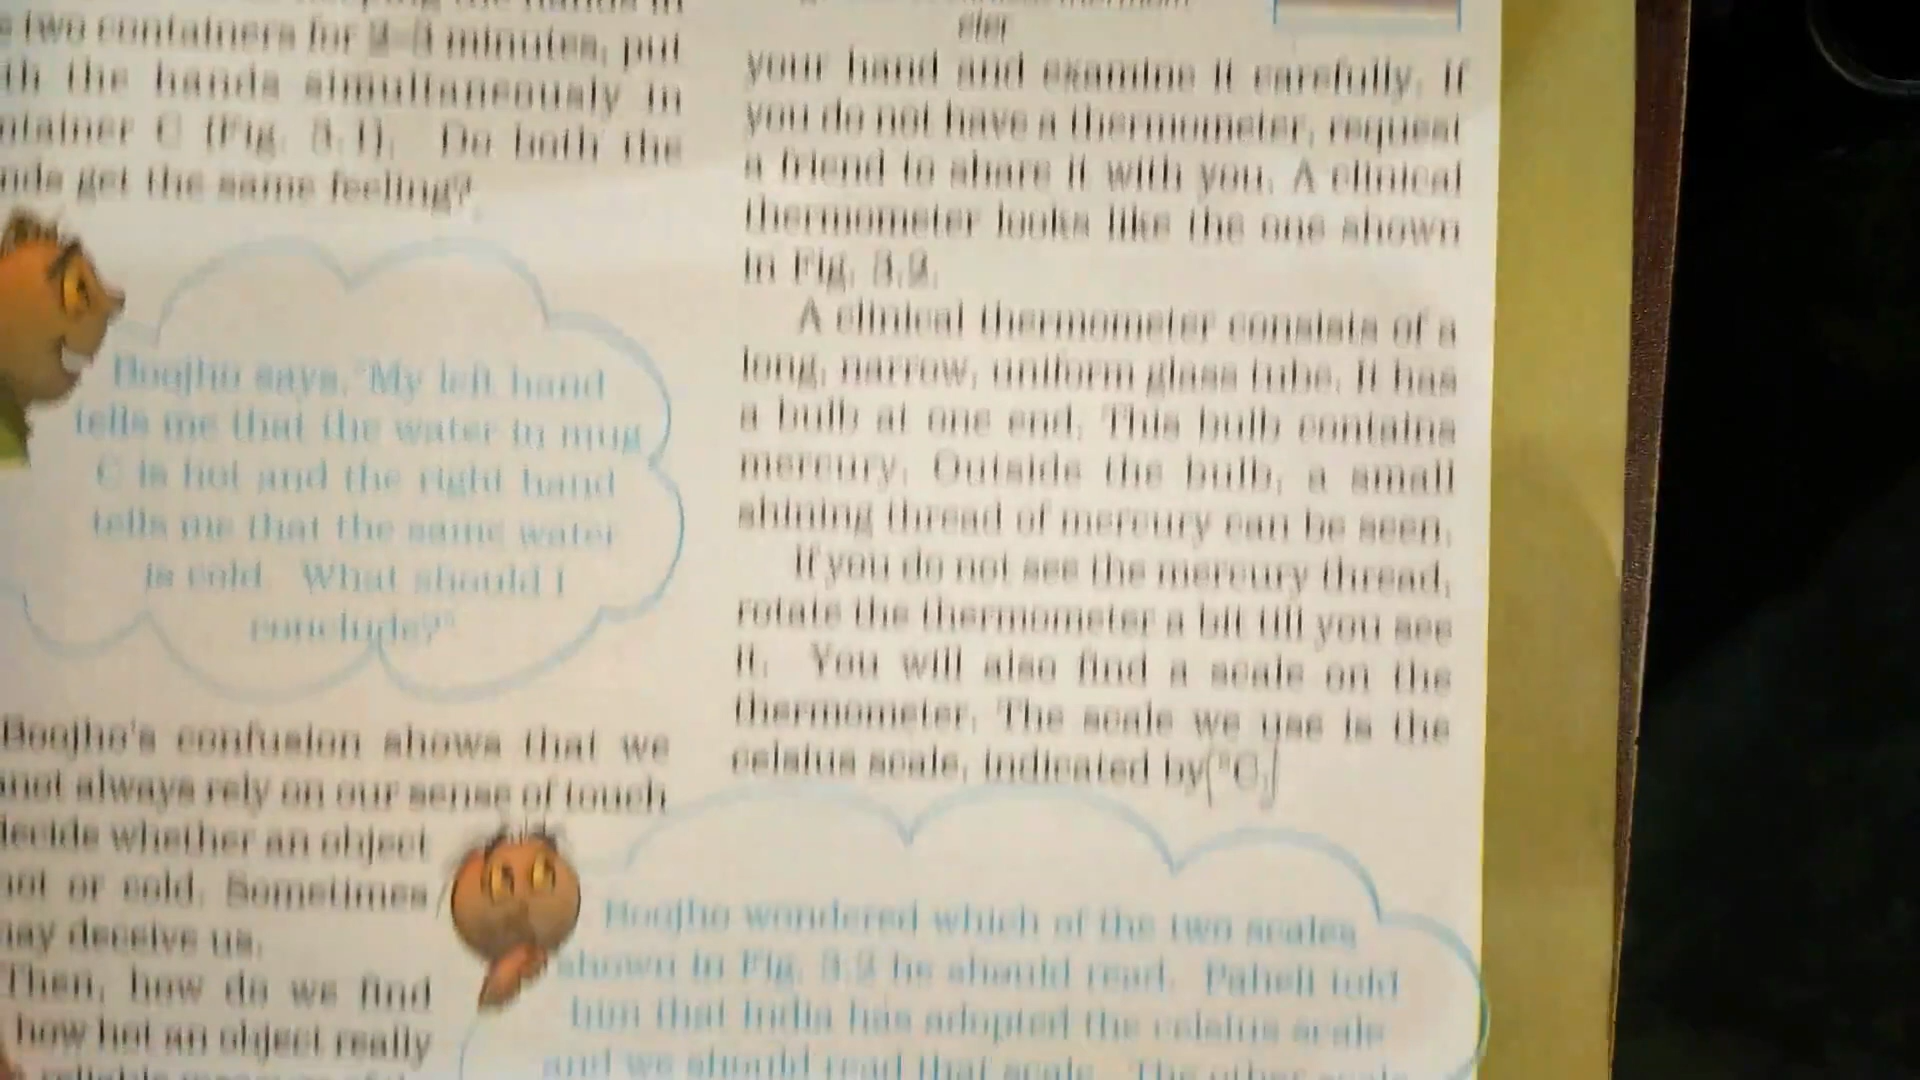 two containers for 2-3 minutes, put
the hands simultaneously in
C (Fig. 3.1). Do both the
get the same feeling?
Boojho says, "My left hand
tells me that the water in mug
C is hot and the right hand
tells me that the same water
is cold. What should I
conclude?"
Boojho's confusion shows that we
always rely on our sense of touch
whether an object
or cold. Sometimes
deceive us.
Then, how do we find
how hot an object really
your hand and examine it carefully. If
you do not have a thermometer, request
a friend to share it with you. A clinical
thermometer looks like the one shown
in Fig. 3.2.
A clinical thermometer consists of a
long, narrow, uniform glass tube. It has
a bulb at one end. This bulb contains
mercury. Outside the bulb, a small
shining thread of mercury can be seen.
If you do not see the mercury thread,
rotate the thermometer a bit till you see
it. You will also find a scale on the
thermometer. The scale we use is the
celsius scale, indicated by (°C.)
Boojho wondered which of the two scales
shown in Fig. 3.2 he should read. Paheli told
him that India has adopted the celsius scale
and we should read that scale. The other scale